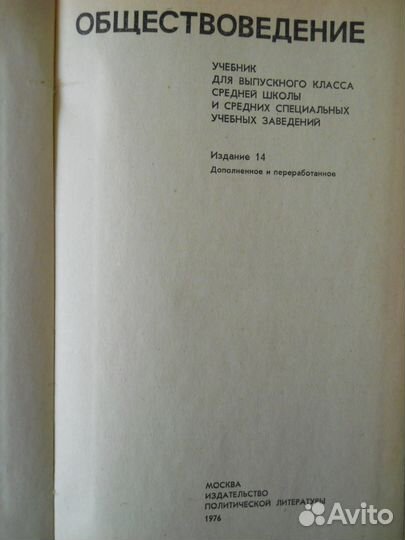 ОБЩЕСТВОВЕДЕНИЕ
УЧЕБНИК
ДЛЯ ВЫПУСКНОГО КЛАССА
СРЕДНЕЙ ШКОЛЫ
И СРЕДНИХ СПЕЦИАЛЬНЫХ
УЧЕБНЫХ ЗАВЕДЕНИЙ
Издание 14
Дополненное и переработанное
МОСКВА
ИЗДАТЕЛЬСТВО
ПОЛИТИЧЕСКОЙ ЛИТЕРАТУРЫ
1976
Avito